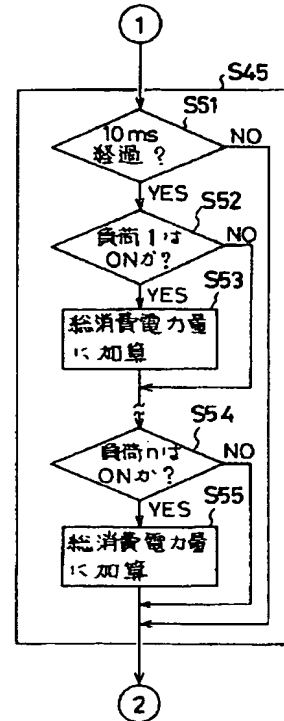 1
S45
S51
10ms
経過?
NO
YES
S52
負荷1は
ONか?
NO
YES
S53
総消費電力量
に加算
S54
負荷nは
ONか?
NO
YES
S55
総消費電力量
に加算
2